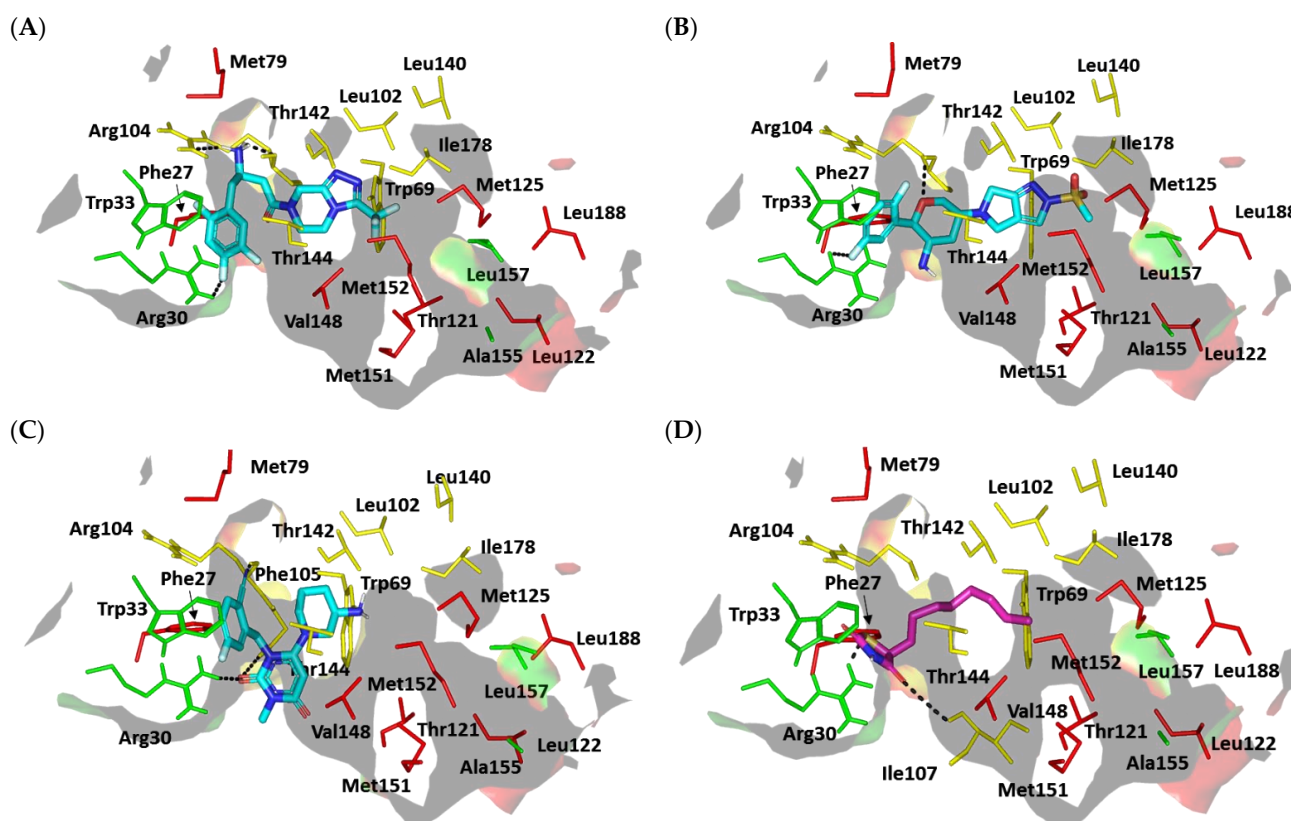 (A)
Met79
Leu140
Leu102
Thr142
Arg104
Ile178
Phe27
Trp69
Met125
Trp33
Leu188
Thr144
Leu157
Met152
Arg30
Val148
Thr121
Ala155
Leu122
Met151
(B)
Met79
Leu140
Leu102
Thr142
Arg104
Ile178
Phe27
Trp69
Met125
Trp33
Leu188
Thr144
Leu157
Met152
Arg30
Val148
Thr121
Ala155
Leu122
Met151
(C)
Met79
Leu140
Leu102
Arg104
Thr142
Ile178
Phe27
Phe105
Trp69
Met125
Trp33
Leu188
hr144
Leu157
Met152
Arg30
Val148
Thr121
Leu122
Ala155
Met151
(D)
Met79
Leu140
Leu102
Arg104
Thr142
Ile178
Phe27
Trp69
Met125
Trp33
Met152
Leu157
Leu188
Thr144
Arg30
Val148
Thr121
Leu122
Ile107
Ala155
Met151